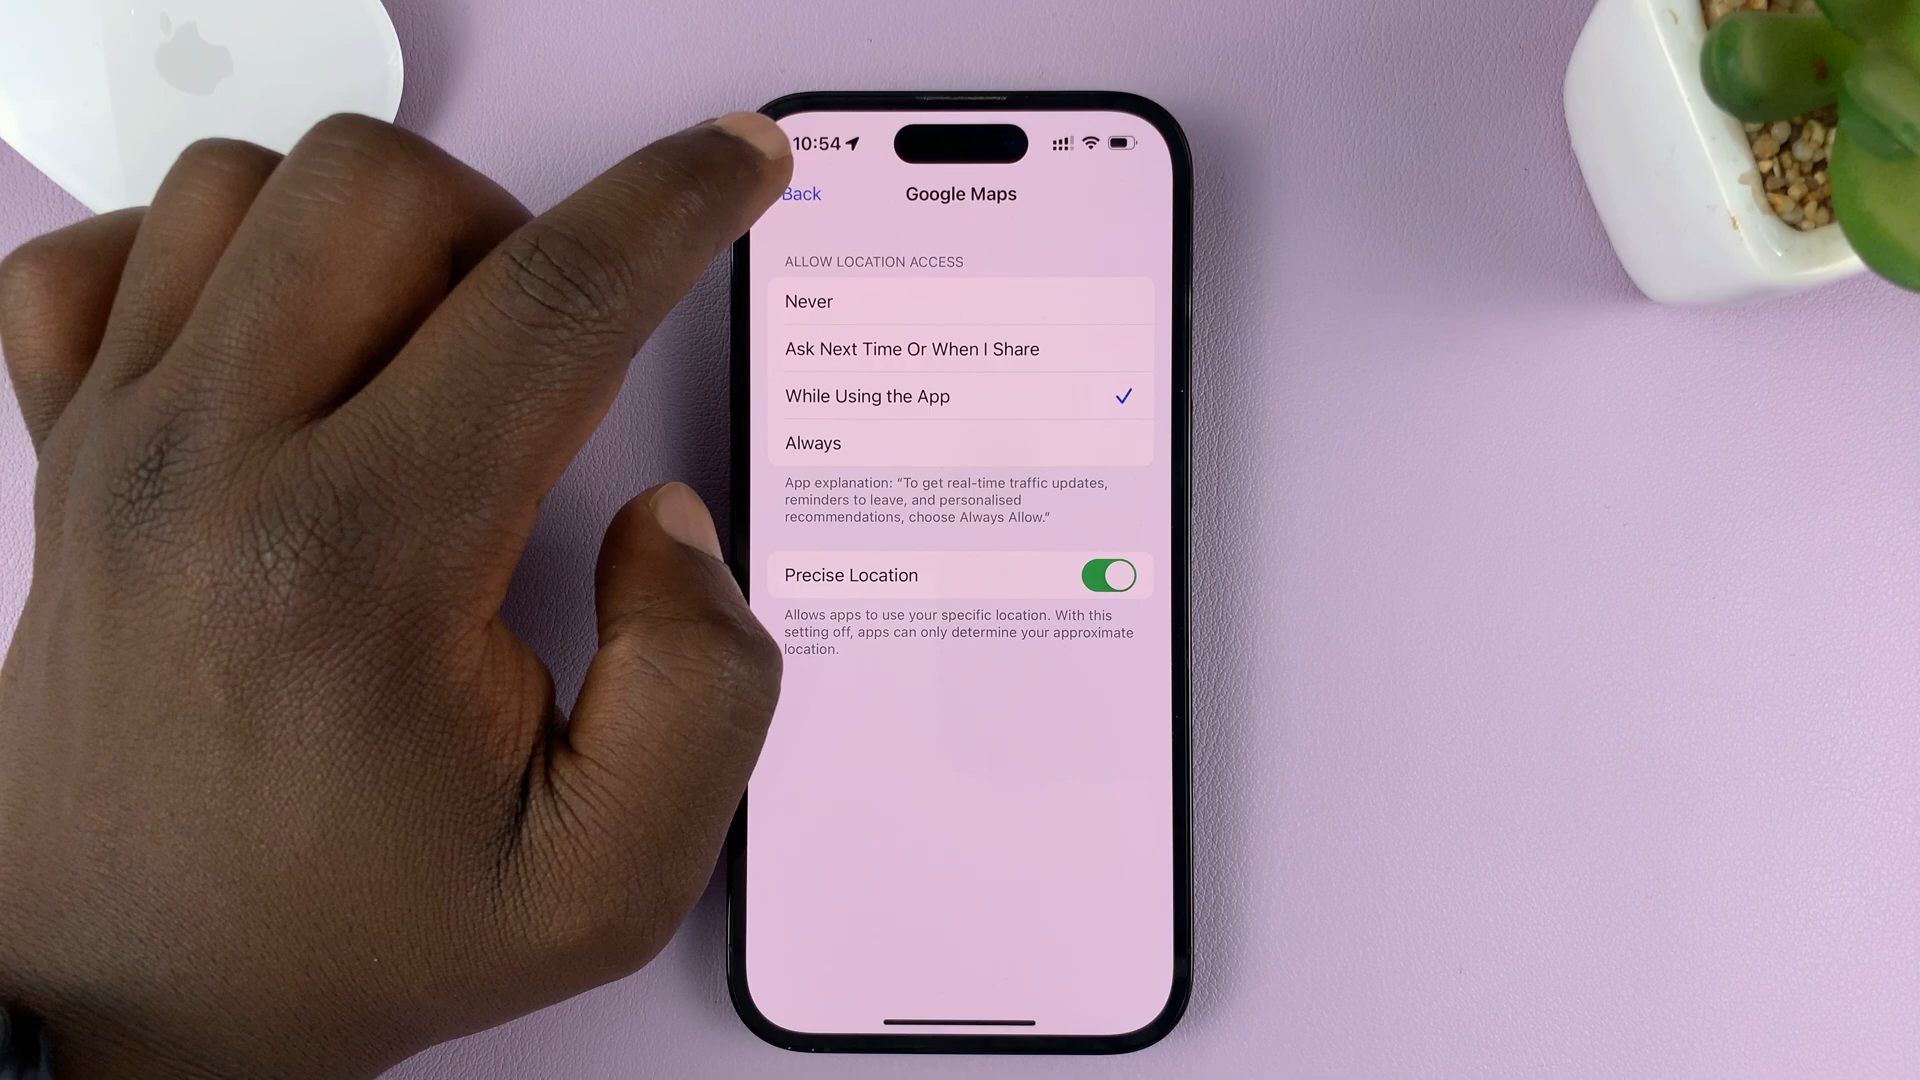 10:54
Back
Google Maps
ALLOW LOCATION ACCESS
Never
Ask Next Time Or When I Share
While Using the App
Always
App explanation: “To get real-time traffic updates,
reminders to leave, and personalised
recommendations, choose Always Allow.”
Precise Location
Allows apps to use your specific location. With this
setting off, apps can only determine your approximate
location.